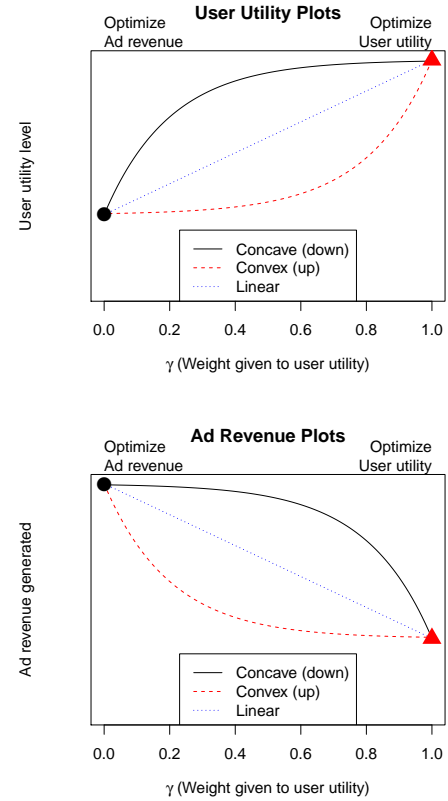 User Utility Plots
Optimize
Ad revenue
Optimize
User utility
User utility level
Concave (down)
Convex (up)
Linear
0.0 0.2 0.4 0.6 0.8 1.0
γ (Weight given to user utility)
Ad Revenue Plots
Optimize
Ad revenue
Optimize
User utility
Ad revenue generated
Concave (down)
Convex (up)
Linear
0.0 0.2 0.4 0.6 0.8 1.0
γ (Weight given to user utility)